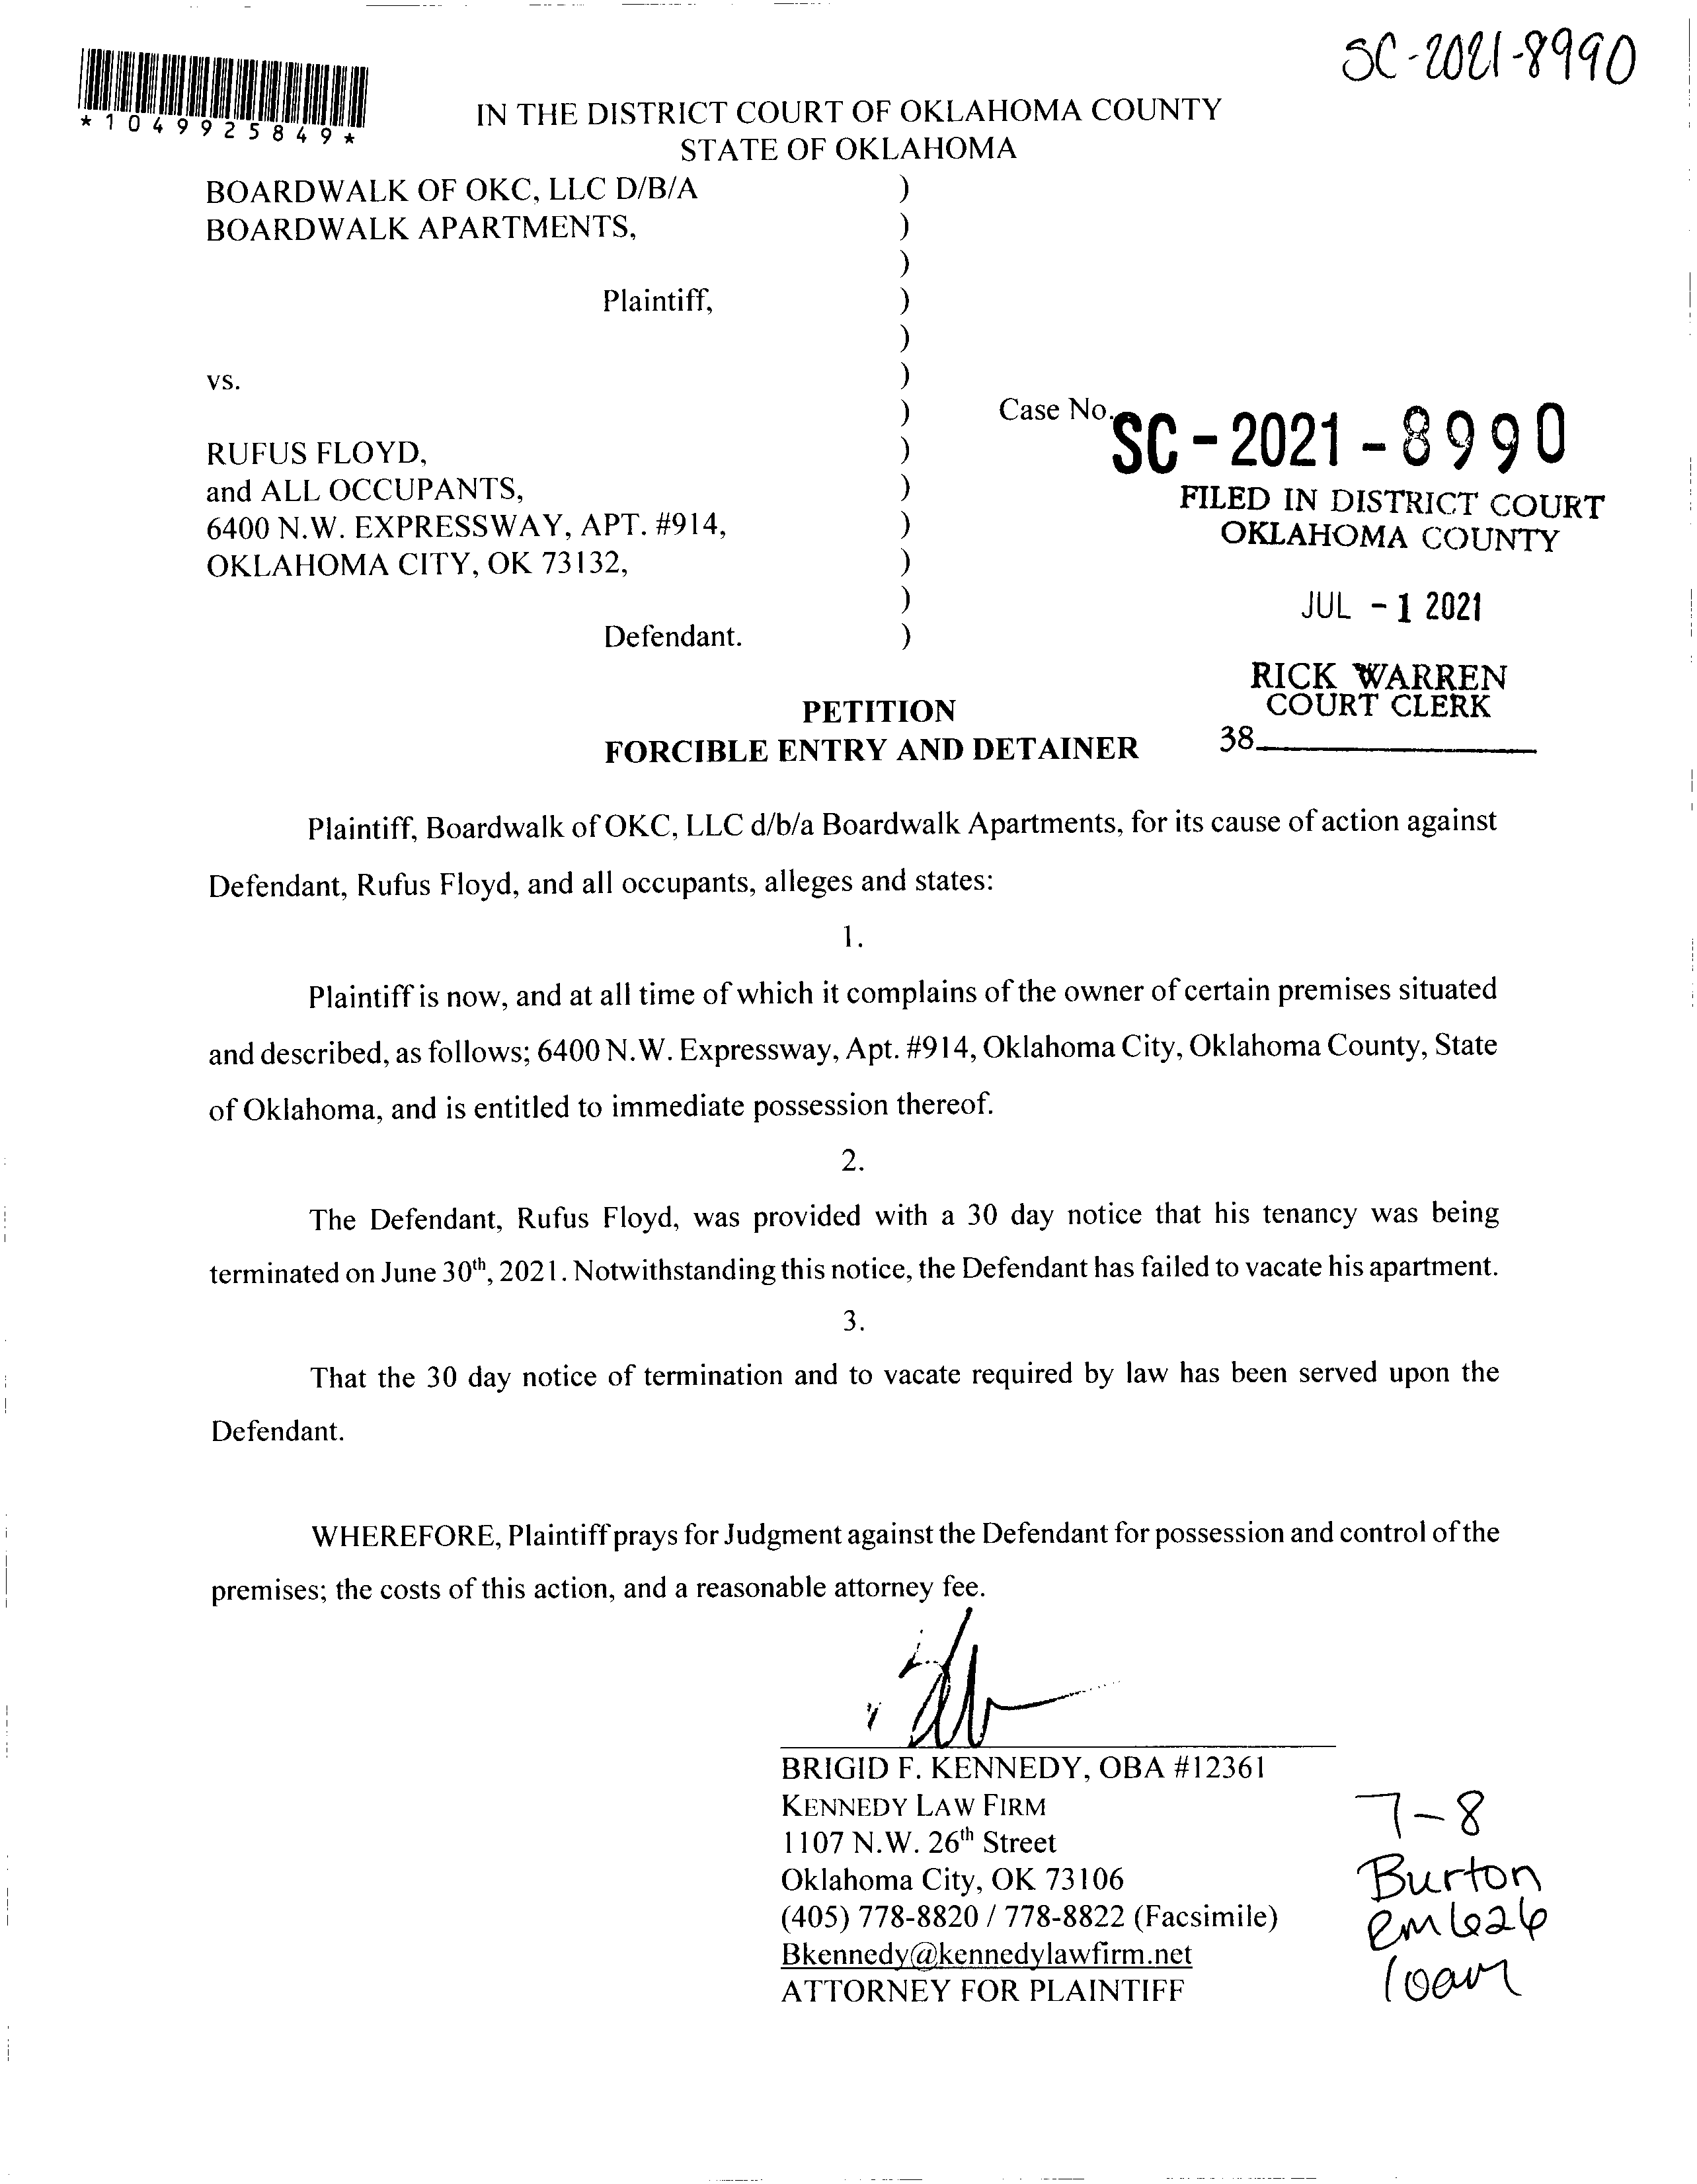 SC-2021-8990
*1049925849*
IN THE DISTRICT COURT OF OKLAHOMA COUNTY
STATE OF OKLAHOMA
BOARDWALK OF OKC, LLC D/B/A )
BOARDWALK APARTMENTS, )
)
Plaintiff, )
)
vs. )
) Case No. SC-2021-8990
RUFUS FLOYD, )
and ALL OCCUPANTS, )
6400 N.W. EXPRESSWAY, APT. #914, )
OKLAHOMA CITY, OK 73132, )
)
Defendant. )
FILED IN DISTRICT COURT
OKLAHOMA COUNTY
JUL -1 2021
RICK WARREN
COURT CLERK
38
PETITION
FORCIBLE ENTRY AND DETAINER
Plaintiff, Boardwalk of OKC, LLC d/b/a Boardwalk Apartments, for its cause of action against
Defendant, Rufus Floyd, and all occupants, alleges and states:
1.
Plaintiff is now, and at all time of which it complains of the owner of certain premises situated
and described, as follows; 6400 N.W. Expressway, Apt. #914, Oklahoma City, Oklahoma County, State
of Oklahoma, and is entitled to immediate possession thereof.
2.
The Defendant, Rufus Floyd, was provided with a 30 day notice that his tenancy was being
terminated on June 30th, 2021. Notwithstanding this notice, the Defendant has failed to vacate his apartment.
3.
That the 30 day notice of termination and to vacate required by law has been served upon the
Defendant.
WHEREFORE, Plaintiff prays for Judgment against the Defendant for possession and control of the
premises; the costs of this action, and a reasonable attorney fee.
BRIGID F. KENNEDY, OBA #12361
KENNEDY LAW FIRM
1107 N.W. 26th Street
Oklahoma City, OK 73106
(405) 778-8820 / 778-8822 (Facsimile)
Bkennedy@kennedylawfirm.net
ATTORNEY FOR PLAINTIFF
7-8
Burton
Rm 626
10am